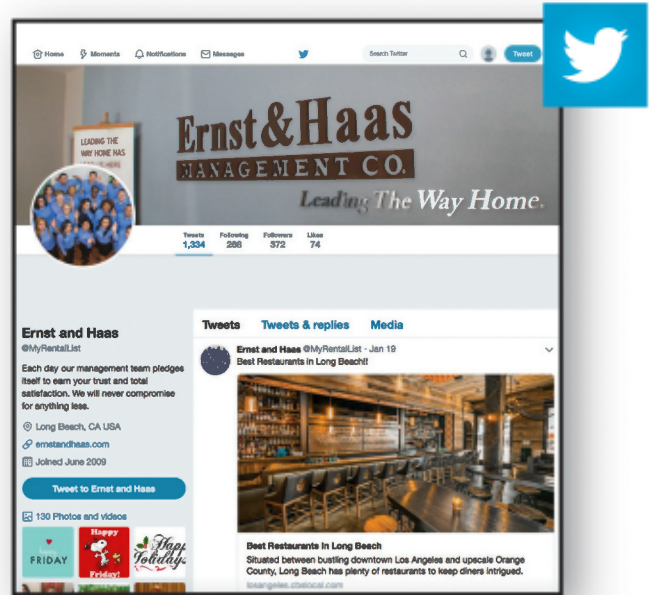 Home Moments Notifications Messages Search Twitter Tweet
LEADING THE
WAY HOME HAS
Ernst & Haas
MANAGEMENT CO.
Leading The Way Home.
Tweets Following Followers Likes
1,334 286 372 74
Tweets Tweets & replies Media
Ernst and Haas
@MyRentalList
Each day our management team pledges
itself to earn your trust and total
satisfaction. We will never compromise
for anything less.
Long Beach, CA USA
ernstandhaas.com
Joined June 2009
Tweet to Ernst and Haas
130 Photos and videos
FRIDAY
Happy
Friday!
Happy
Holidays
Ernst and Haas @MyRentalList - Jan 19
Best Restaurants in Long Beach!!
Best Restaurants In Long Beach
Situated between bustling downtown Los Angeles and upscale Orange
County, Long Beach has plenty of restaurants to keep diners intrigued.
losangeles.cbslocal.com